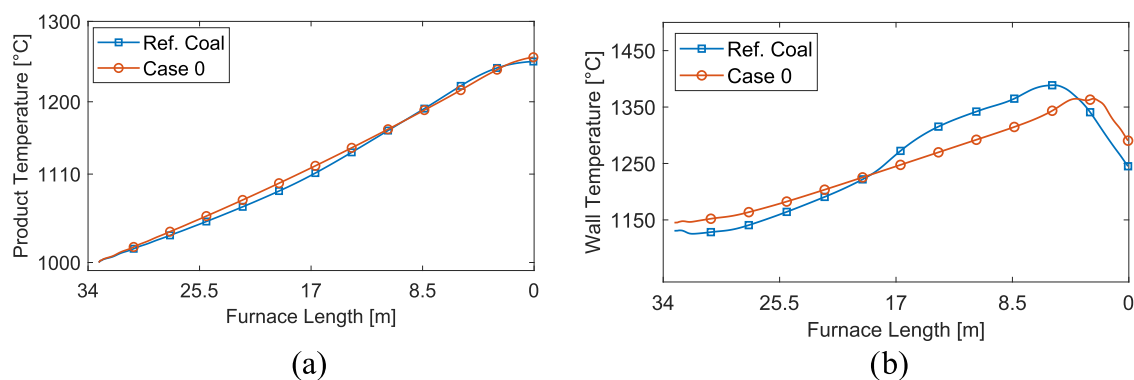 1300
1200
1110
1000
Product Temperature [°C]
Ref. Coal
Case 0
34 25.5 17 8.5 0
Furnace Length [m]
(a)
1450
1350
1250
1150
Wall Temperature [°C]
Ref. Coal
Case 0
34 25.5 17 8.5 0
Furnace Length [m]
(b)